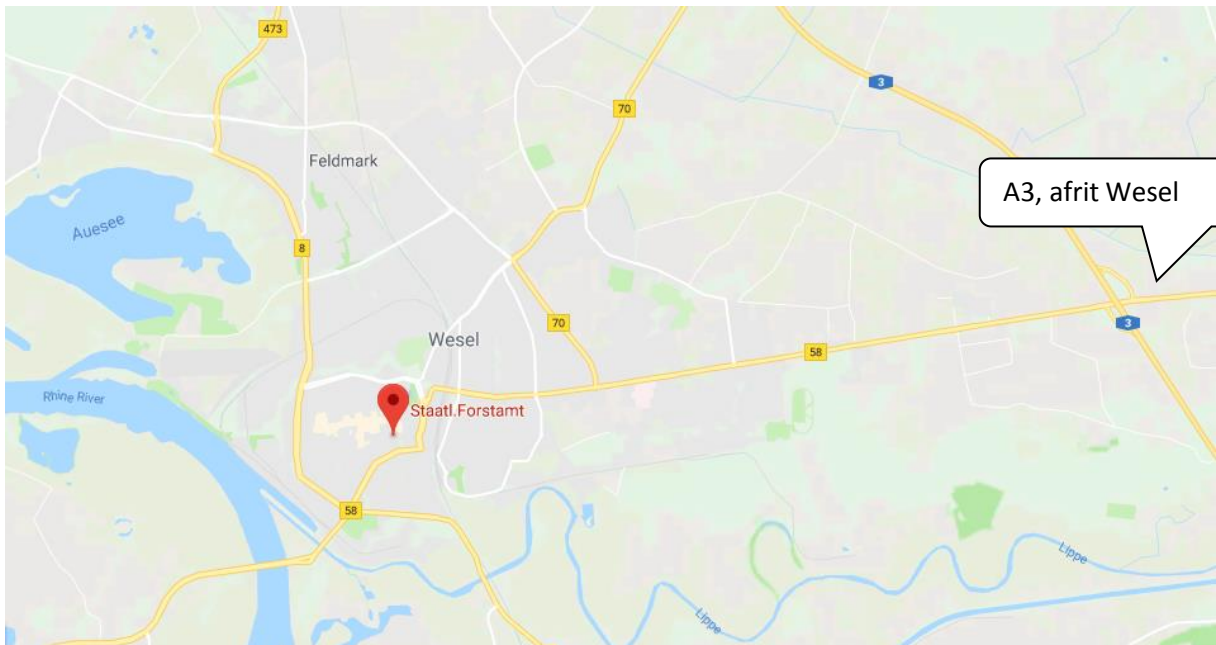 473
3
70
Feldmark
A3, afrit Wesel
Auesee
8
70
3
Wesel
58
Rhine River
Staatl.Forstamt
58
Lippe
Lippe